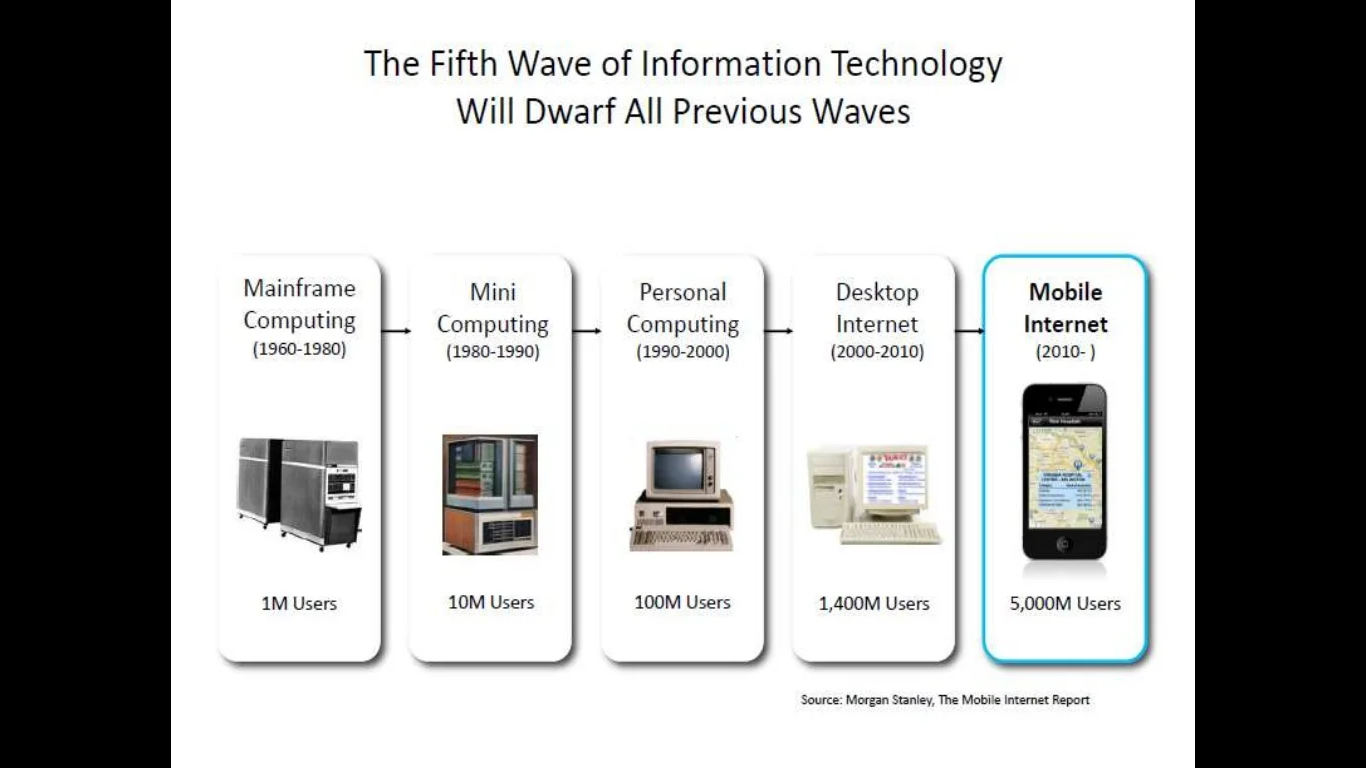 The Fifth Wave of Information Technology
Will Dwarf All Previous Waves
Mainframe
Computing
(1960-1980)
Mini
Computing
(1980-1990)
Personal
Computing
(1990-2000)
Desktop
Internet
(2000-2010)
Mobile
Internet
(2010- )
YAHOO!
1M Users
10M Users
100M Users
1,400M Users
5,000M Users
Source: Morgan Stanley, The Mobile Internet Report